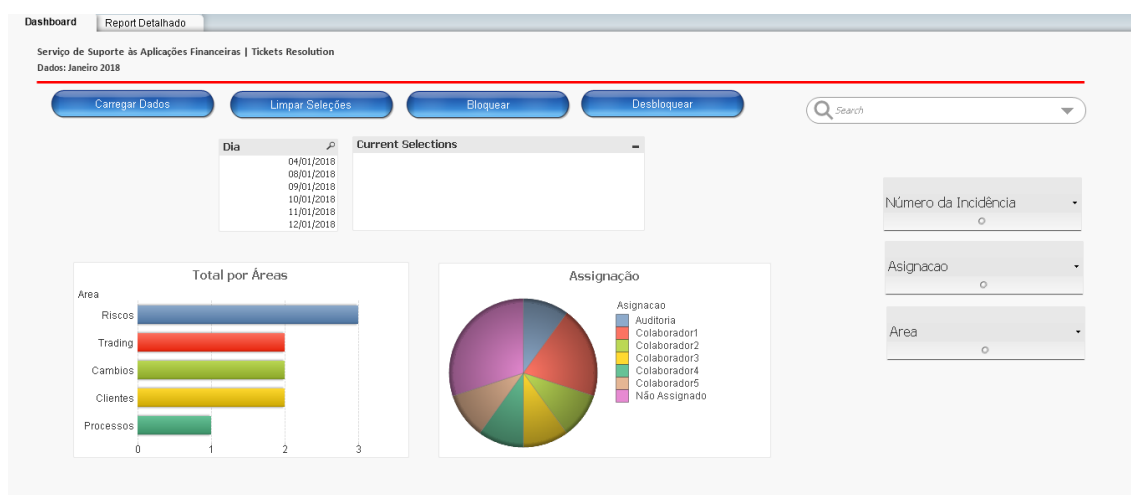 Dashboard
Report Detalhado
Serviço de Suporte às Aplicações Financeiras | Tickets Resolution
Dados: Janeiro 2018
Carregar Dados
Limpar Seleções
Bloquear
Desbloquear
Search
Dia
04/01/2018
08/01/2018
09/01/2018
10/01/2018
11/01/2018
12/01/2018
Current Selections
Número da Incidência
Asignacao
Area
Total por Áreas
Area
Riscos
Trading
Cambios
Clientes
Processos
0 1 2 3
Assignação
Asignacao
Auditoria
Colaborador1
Colaborador2
Colaborador3
Colaborador4
Colaborador5
Não Assignado